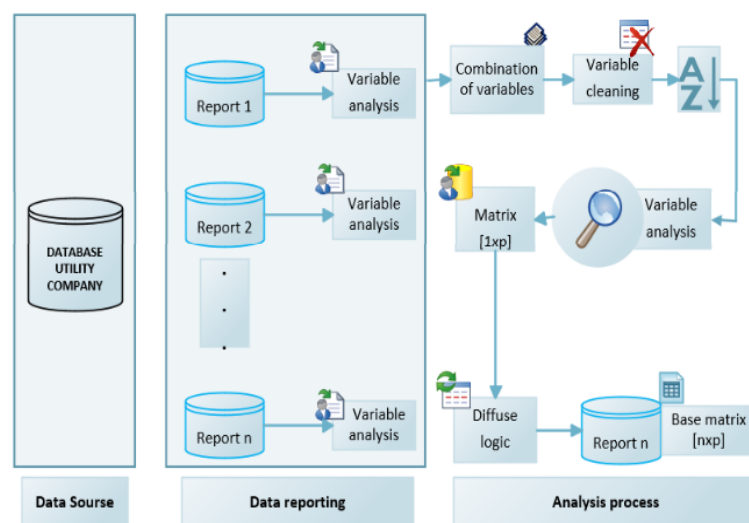 DATABASE
UTILITY
COMPANY
Report 1
Variable
analysis
Report 2
Variable
analysis
.
.
.
Report n
Variable
analysis
Combination
of variables
Variable
cleaning
A
Z
Variable
analysis
Matrix
[1xp]
Diffuse
logic
Report n
Base matrix
[nxp]
Data Sourse
Data reporting
Analysis process